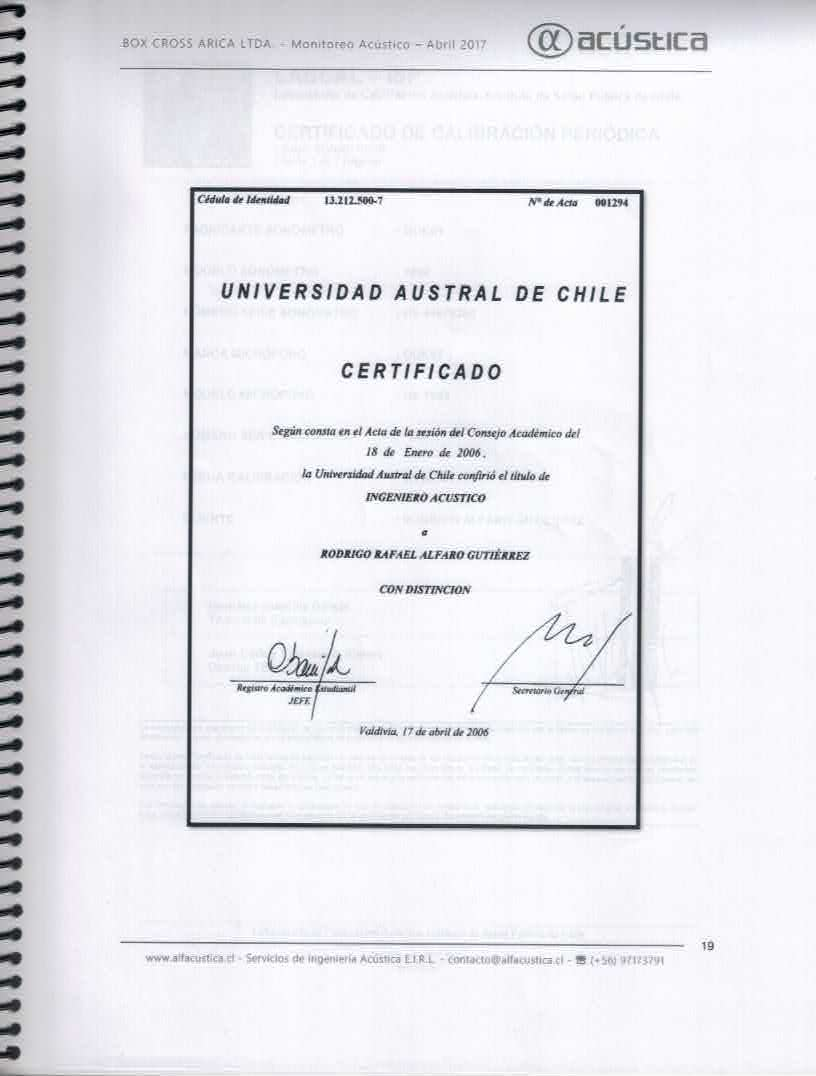 BOX CROSS ARICA LTDA. - Monitoreo Acústico – Abril 2017
acústica
CERTIFICADO DE CALIBRACIÓN PERIÓDICA
Cédula de Identidad 13.212.500-7 Nº de Acta 001294
UNIVERSIDAD AUSTRAL DE CHILE
CERTIFICADO
Según consta en el Acta de la sesión del Consejo Académico del
18 de Enero de 2006,
la Universidad Austral de Chile confirió el título de
INGENIERO ACUSTICO
a
RODRIGO RAFAEL ALFARO GUTIÉRREZ
CON DISTINCION
Registro Académico Estudiantil
JEFE
Secretario General
Valdivia, 17 de abril de 2006
19
www.alfacustica.cl - Servicios de Ingeniería Acústica E.I.R.L. - contacto@alfacustica.cl - ☎ (+56) 97173791